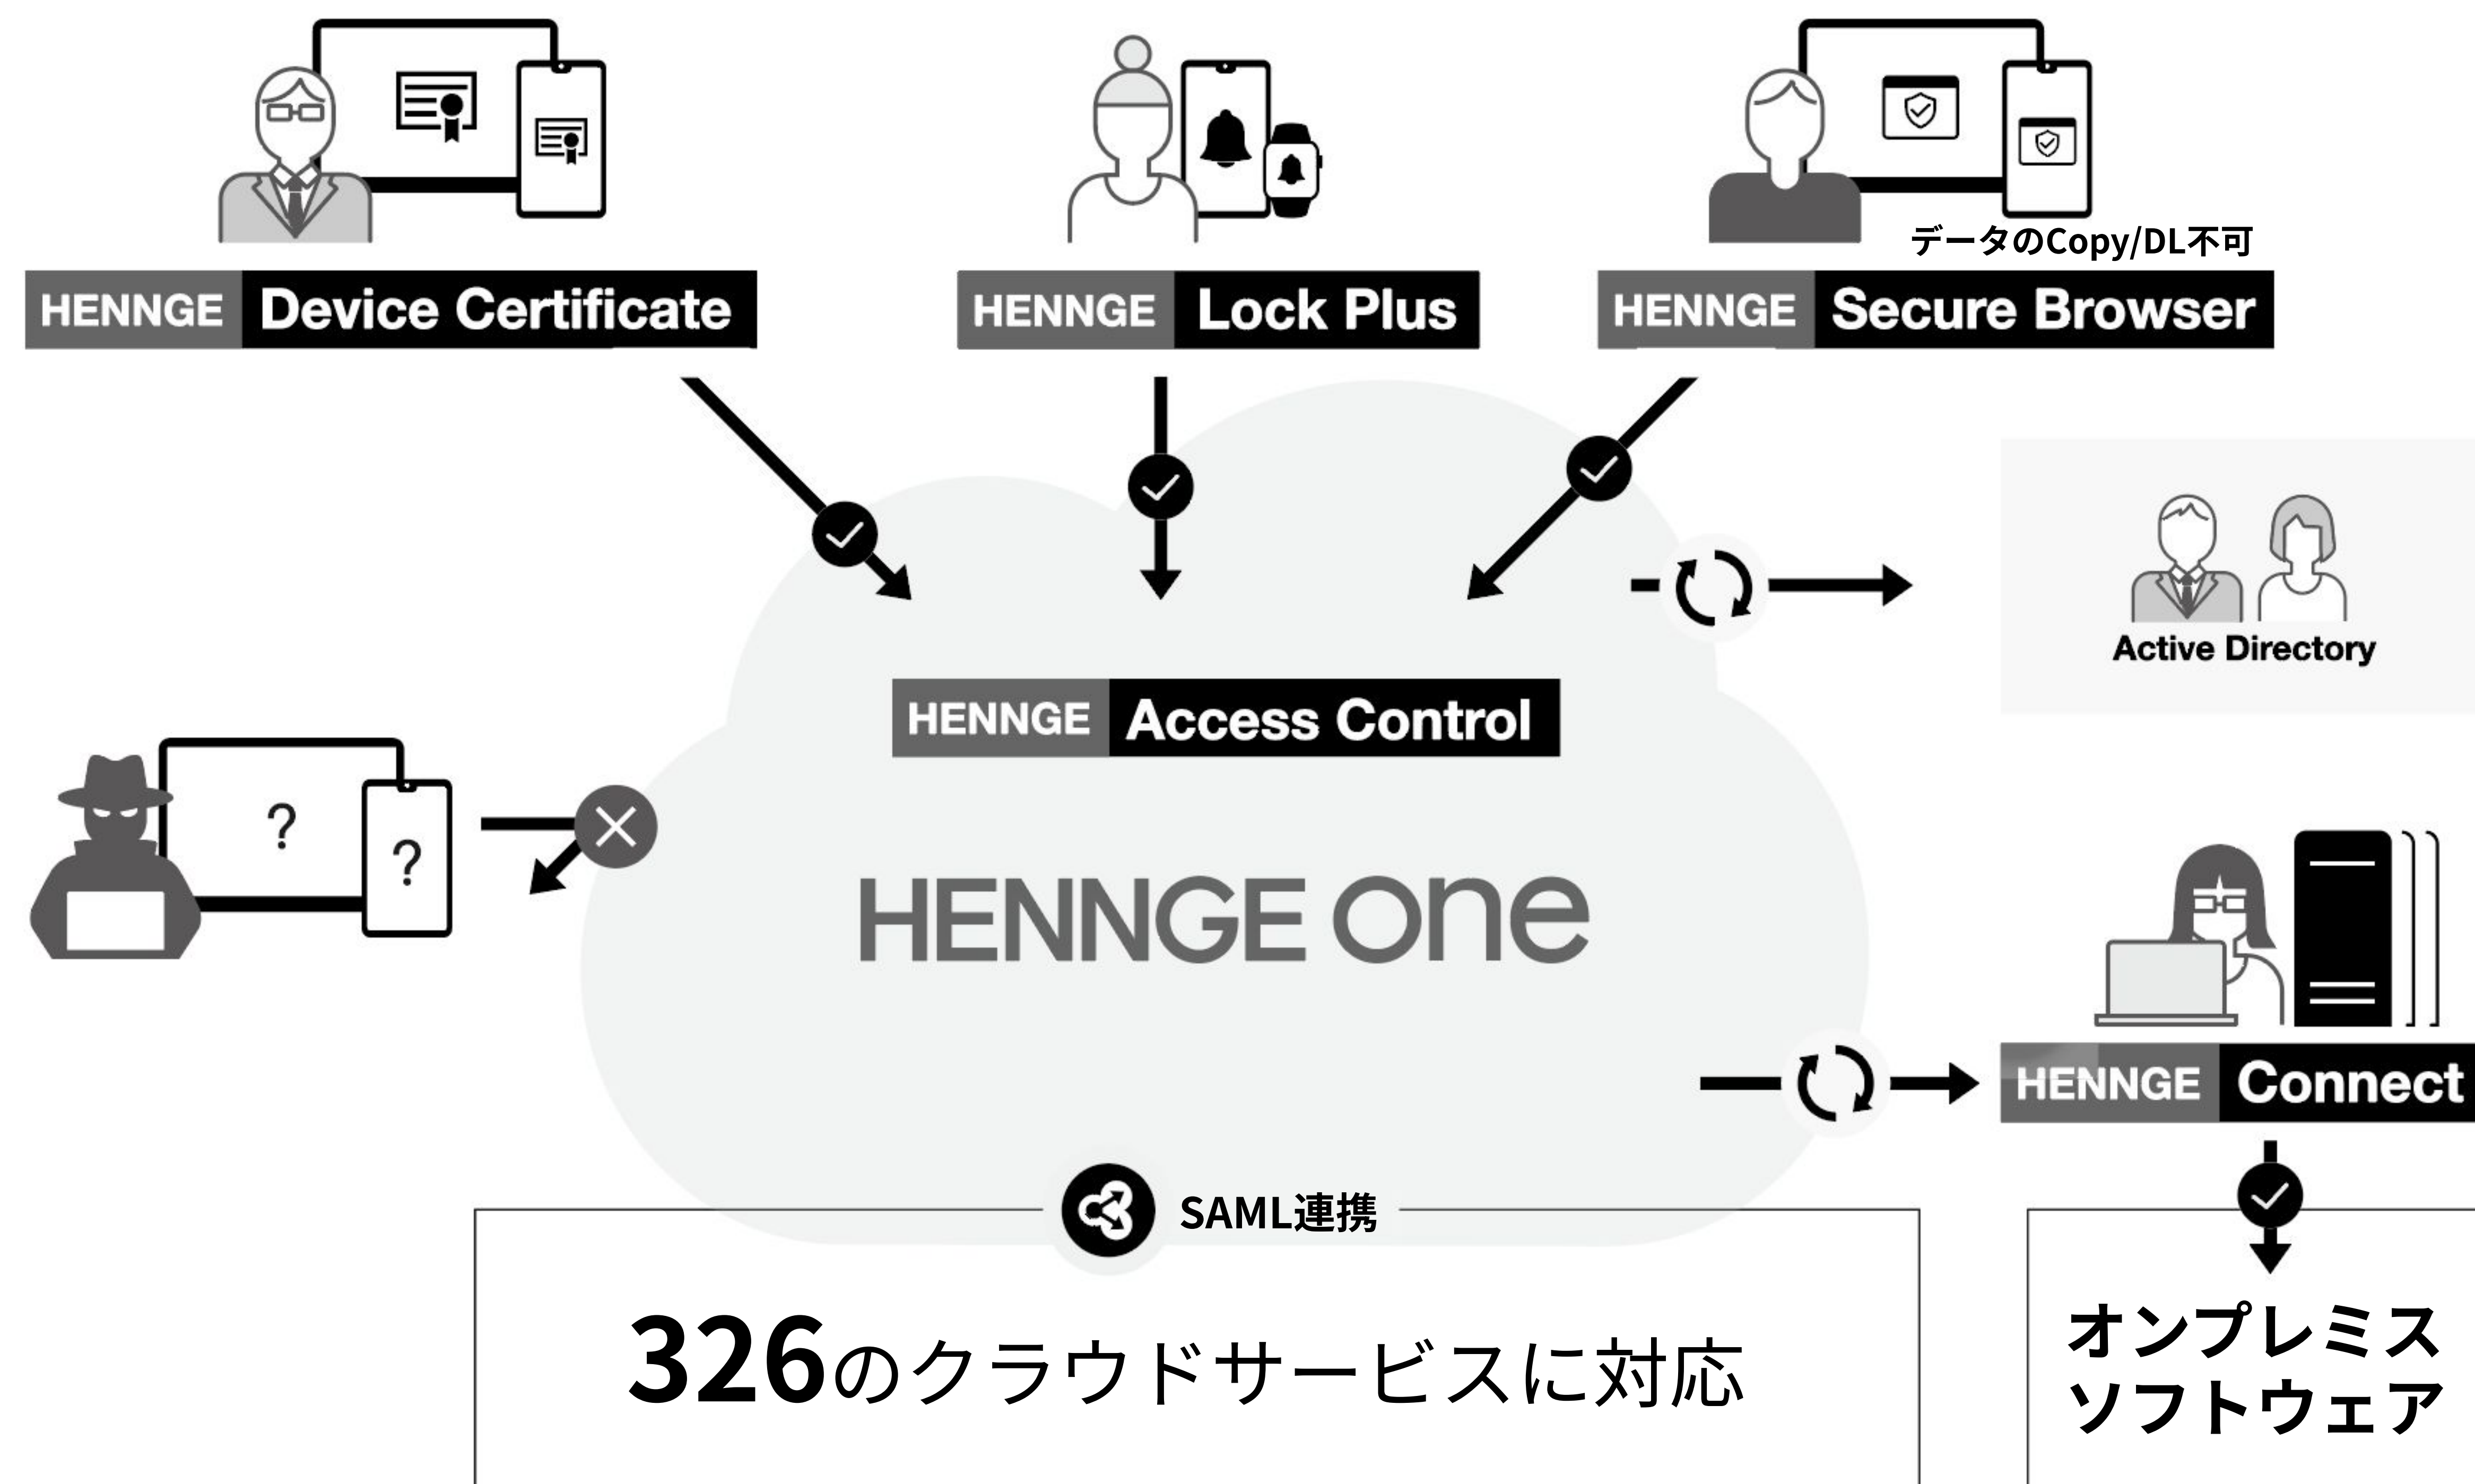 データのCopy/DL不可
HENNGE Device Certificate
HENNGE Lock Plus
HENNGE Secure Browser
Active Directory
HENNGE Access Control
? ?
HENNGE one
HENNGE Connect
SAML連携
326のクラウドサービスに対応
オンプレミス
ソフトウェア